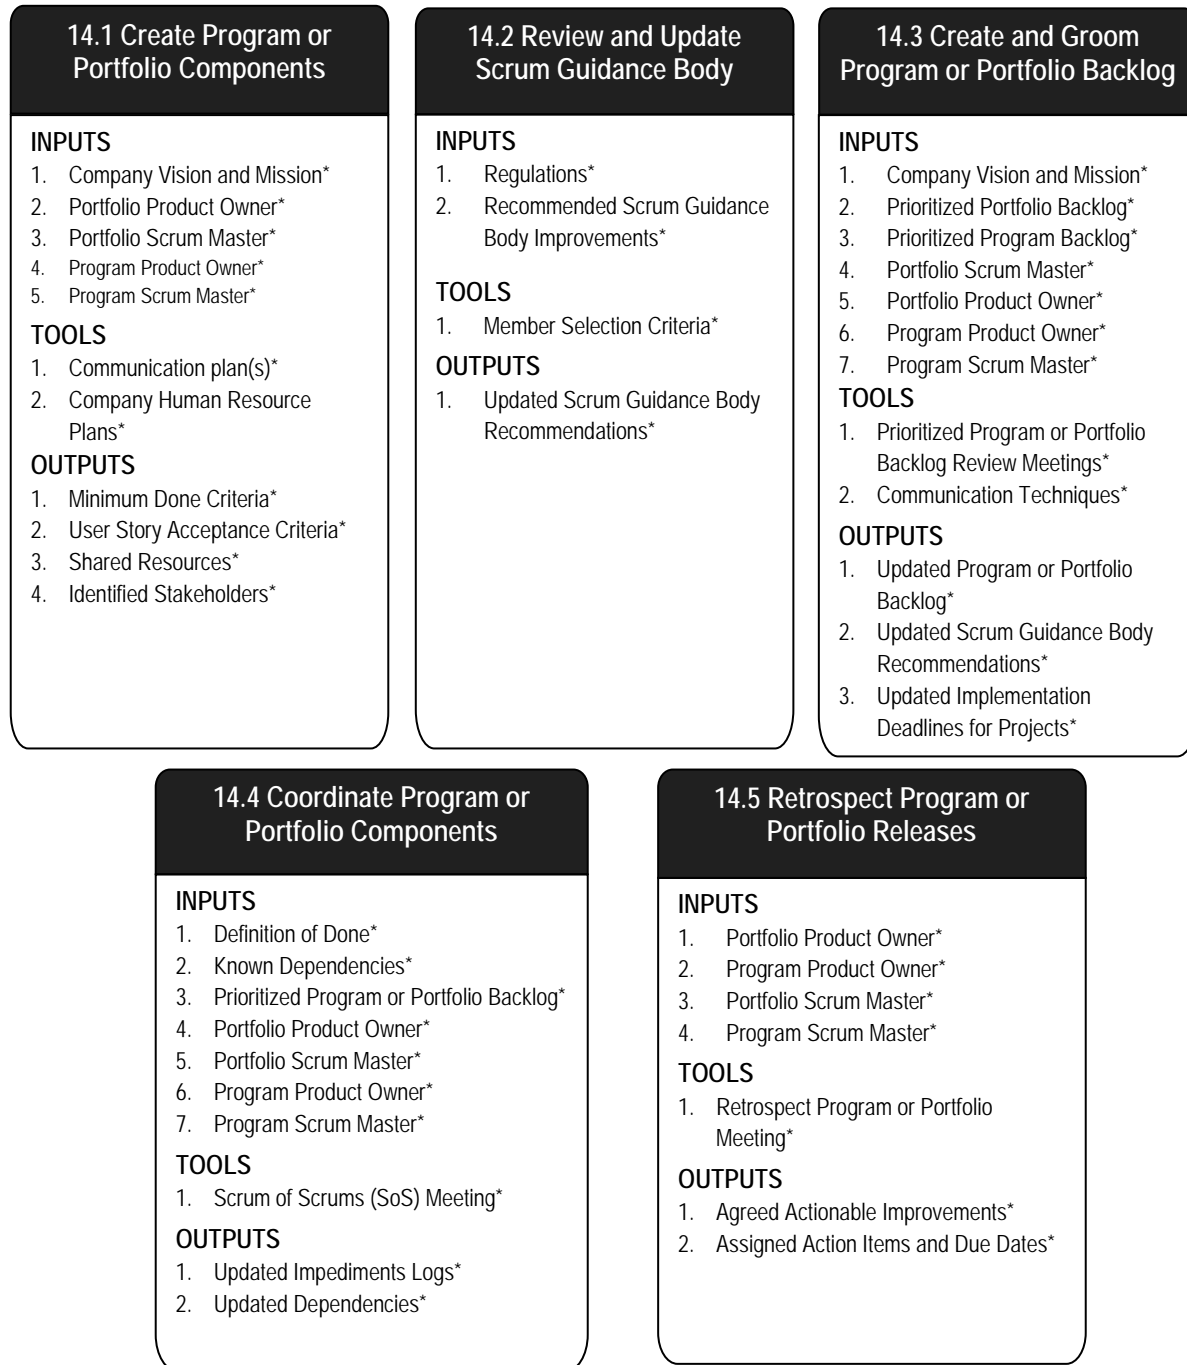 14.1 Create Program or
Portfolio Components
INPUTS
1. Company Vision and Mission*
2. Portfolio Product Owner*
3. Portfolio Scrum Master*
4. Program Product Owner*
5. Program Scrum Master*
TOOLS
1. Communication plan(s)*
2. Company Human Resource
Plans*
OUTPUTS
1. Minimum Done Criteria*
2. User Story Acceptance Criteria*
3. Shared Resources*
4. Identified Stakeholders*
14.2 Review and Update
Scrum Guidance Body
INPUTS
1. Regulations*
2. Recommended Scrum Guidance
Body Improvements*
TOOLS
1. Member Selection Criteria*
OUTPUTS
1. Updated Scrum Guidance Body
Recommendations*
14.3 Create and Groom
Program or Portfolio Backlog
INPUTS
1. Company Vision and Mission*
2. Prioritized Portfolio Backlog*
3. Prioritized Program Backlog*
4. Portfolio Scrum Master*
5. Portfolio Product Owner*
6. Program Product Owner*
7. Program Scrum Master*
TOOLS
1. Prioritized Program or Portfolio
Backlog Review Meetings*
2. Communication Techniques*
OUTPUTS
1. Updated Program or Portfolio
Backlog*
2. Updated Scrum Guidance Body
Recommendations*
3. Updated Implementation
Deadlines for Projects*
14.4 Coordinate Program or
Portfolio Components
INPUTS
1. Definition of Done*
2. Known Dependencies*
3. Prioritized Program or Portfolio Backlog*
4. Portfolio Product Owner*
5. Portfolio Scrum Master*
6. Program Product Owner*
7. Program Scrum Master*
TOOLS
1. Scrum of Scrums (SoS) Meeting*
OUTPUTS
1. Updated Impediments Logs*
2. Updated Dependencies*
14.5 Retrospect Program or
Portfolio Releases
INPUTS
1. Portfolio Product Owner*
2. Program Product Owner*
3. Portfolio Scrum Master*
4. Program Scrum Master*
TOOLS
1. Retrospect Program or Portfolio
Meeting*
OUTPUTS
1. Agreed Actionable Improvements*
2. Assigned Action Items and Due Dates*